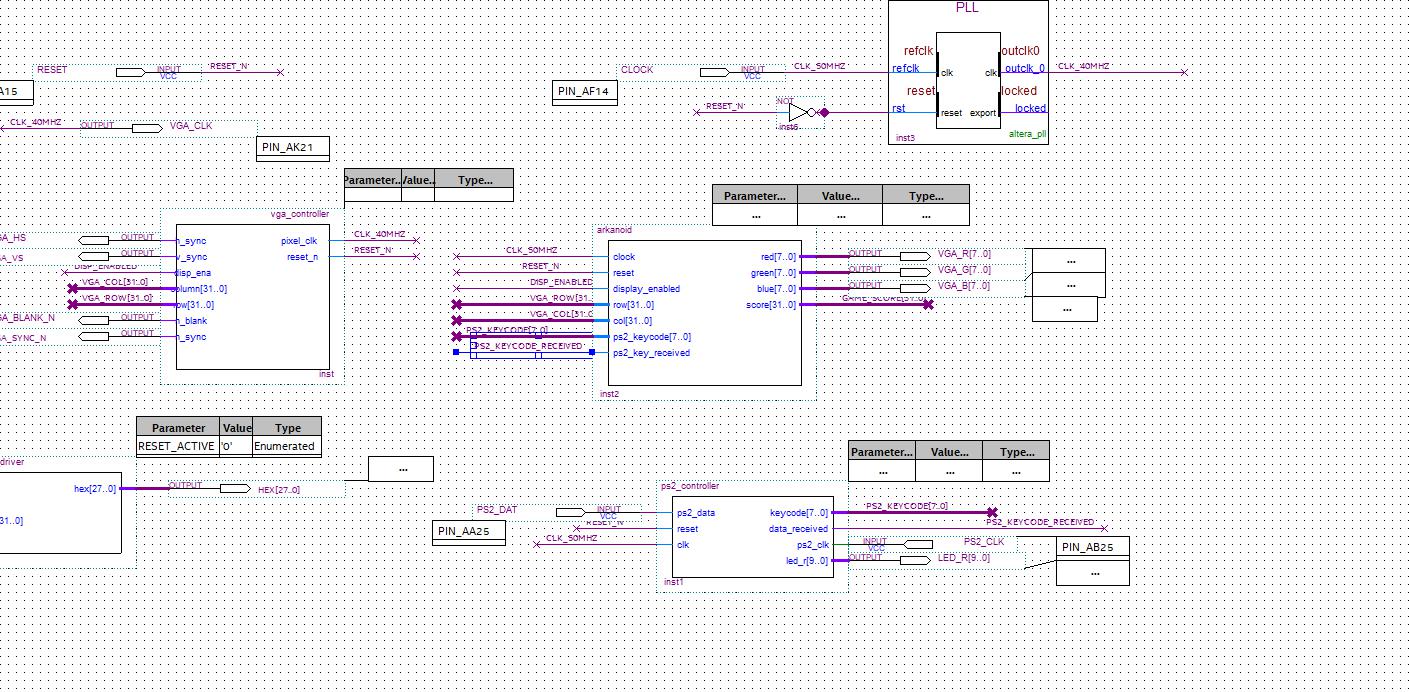 PLL
refclk
outclk0
RESET
INPUT
VCC
RESET_N
CLOCK
INPUT
VCC
CLK_50MHZ
refclk
clk
clk
outclk_0
CLK_40MHZ
A15
PIN_AF14
reset
locked
RESET_N
NOT
inst6
rst
reset
export
locked
CLK_40MHZ
OUTPUT
VGA_CLK
inst3
altera_pll
PIN_AK21
Parameter...
Value...
Type...
Parameter...
Value...
Type...
...
...
...
vga_controller
arkanoid
GA_HS
OUTPUT
h_sync
pixel_clk
CLK_40MHZ
GA_VS
OUTPUT
v_sync
reset_n
RESET_N
DISP_ENABLED
disp_ena
VGA_COL[31..0]
column[31..0]
VGA_ROW[31..0]
row[31..0]
GA_BLANK_N
OUTPUT
n_blank
GA_SYNC_N
OUTPUT
n_sync
inst
CLK_50MHZ
clock
red[7..0]
OUTPUT
VGA_R[7..0]
...
RESET_N
reset
green[7..0]
OUTPUT
VGA_G[7..0]
...
DISP_ENABLED
display_enabled
blue[7..0]
OUTPUT
VGA_B[7..0]
...
VGA_ROW[31..
row[31..0]
score[31..0]
GAME_SCORE[31..0]
VGA_COL[31..0
col[31..0]
PS2_KEYCODE[7..0]
ps2_keycode[7..0]
PS2_KEYCODE_RECEIVED
ps2_key_received
inst2
Parameter
Value
Type
RESET_ACTIVE
'0'
Enumerated
driver
hex[27..0]
OUTPUT
HEX[27..0]
...
31..0]
Parameter...
Value...
Type...
...
...
...
ps2_controller
PS2_DAT
INPUT
VCC
ps2_data
keycode[7..0]
PS2_KEYCODE[7..0]
PIN_AA25
RESET_N
reset
data_received
PS2_KEYCODE_RECEIVED
CLK_50MHZ
clk
ps2_clk
INPUT
VCC
PS2_CLK
PIN_AB25
led_r[9..0]
OUTPUT
LED_R[9..0]
...
inst1